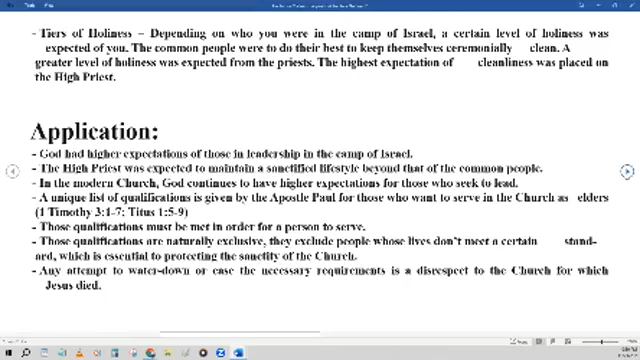 - Tiers of Holiness – Depending on who you were in the camp of Israel, a certain level of holiness was
expected of you. The common people were to do their best to keep themselves ceremonially clean. A
greater level of holiness was expected from the priests. The highest expectation of cleanliness was placed on
the High Priest.
Application:
- God had higher expectations of those in leadership in the camp of Israel.
- The High Priest was expected to maintain a sanctified lifestyle beyond that of the common people.
- In the modern Church, God continues to have higher expectations for those who seek to lead.
- A unique list of qualifications is given by the Apostle Paul for those who want to serve in the Church as elders
(1 Timothy 3:1-7; Titus 1:5-9)
- Those qualifications must be met in order for a person to serve.
- Those qualifications are naturally exclusive, they exclude people whose lives don't meet a certain stand-
ard, which is essential to protecting the sanctity of the Church.
- Any attempt to water-down or ease the necessary requirements is a disrespect to the Church for which
Jesus died.